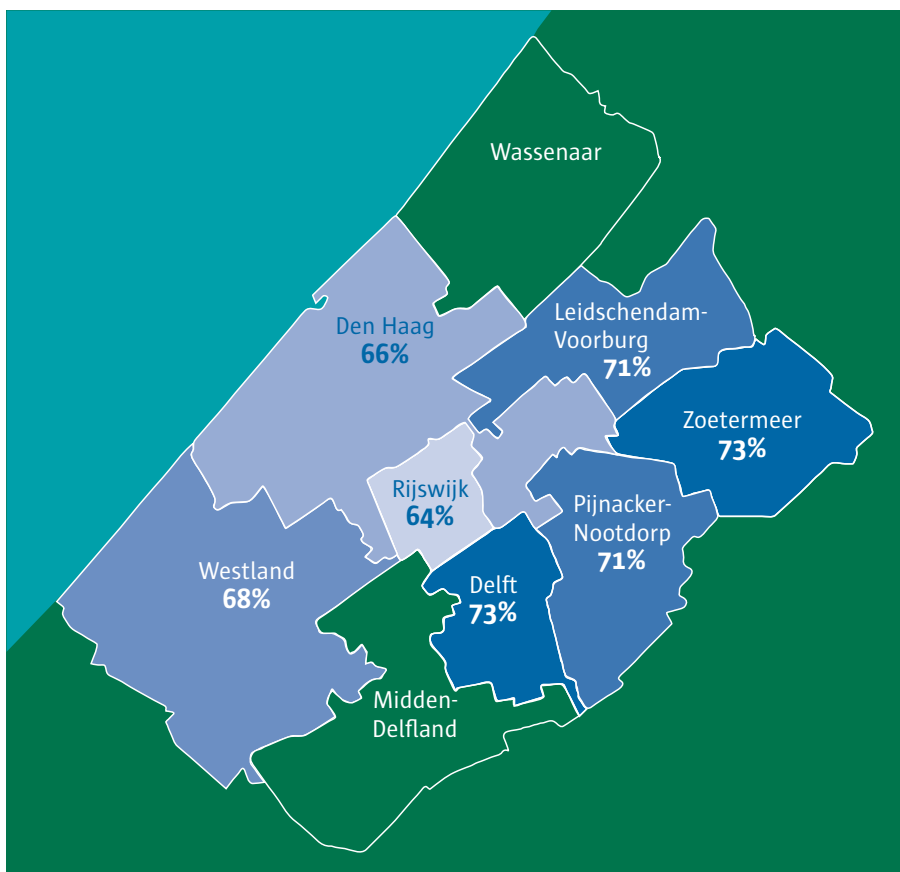 Wassenaar
Den Haag
66%
Leidschendam-
Voorburg
71%
Zoetermeer
73%
Rijswijk
64%
Pijnacker-
Nootdorp
71%
Westland
68%
Delft
73%
Midden-
Delfland